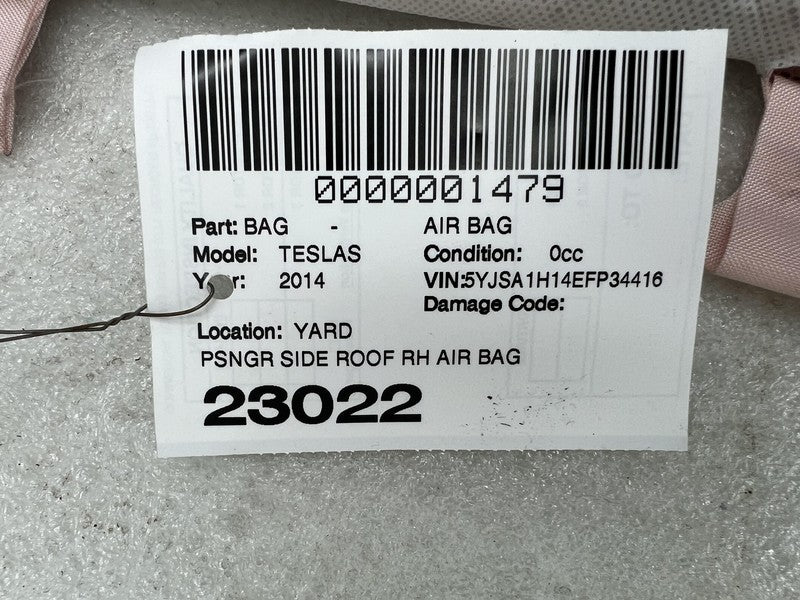 0000001479
Part: BAG - AIR BAG
Model: TESLAS Condition: 0cc
Year: 2014 VIN:5YJSA1H14EFP34416
Damage Code:
Location: YARD
PSNGR SIDE ROOF RH AIR BAG
23022